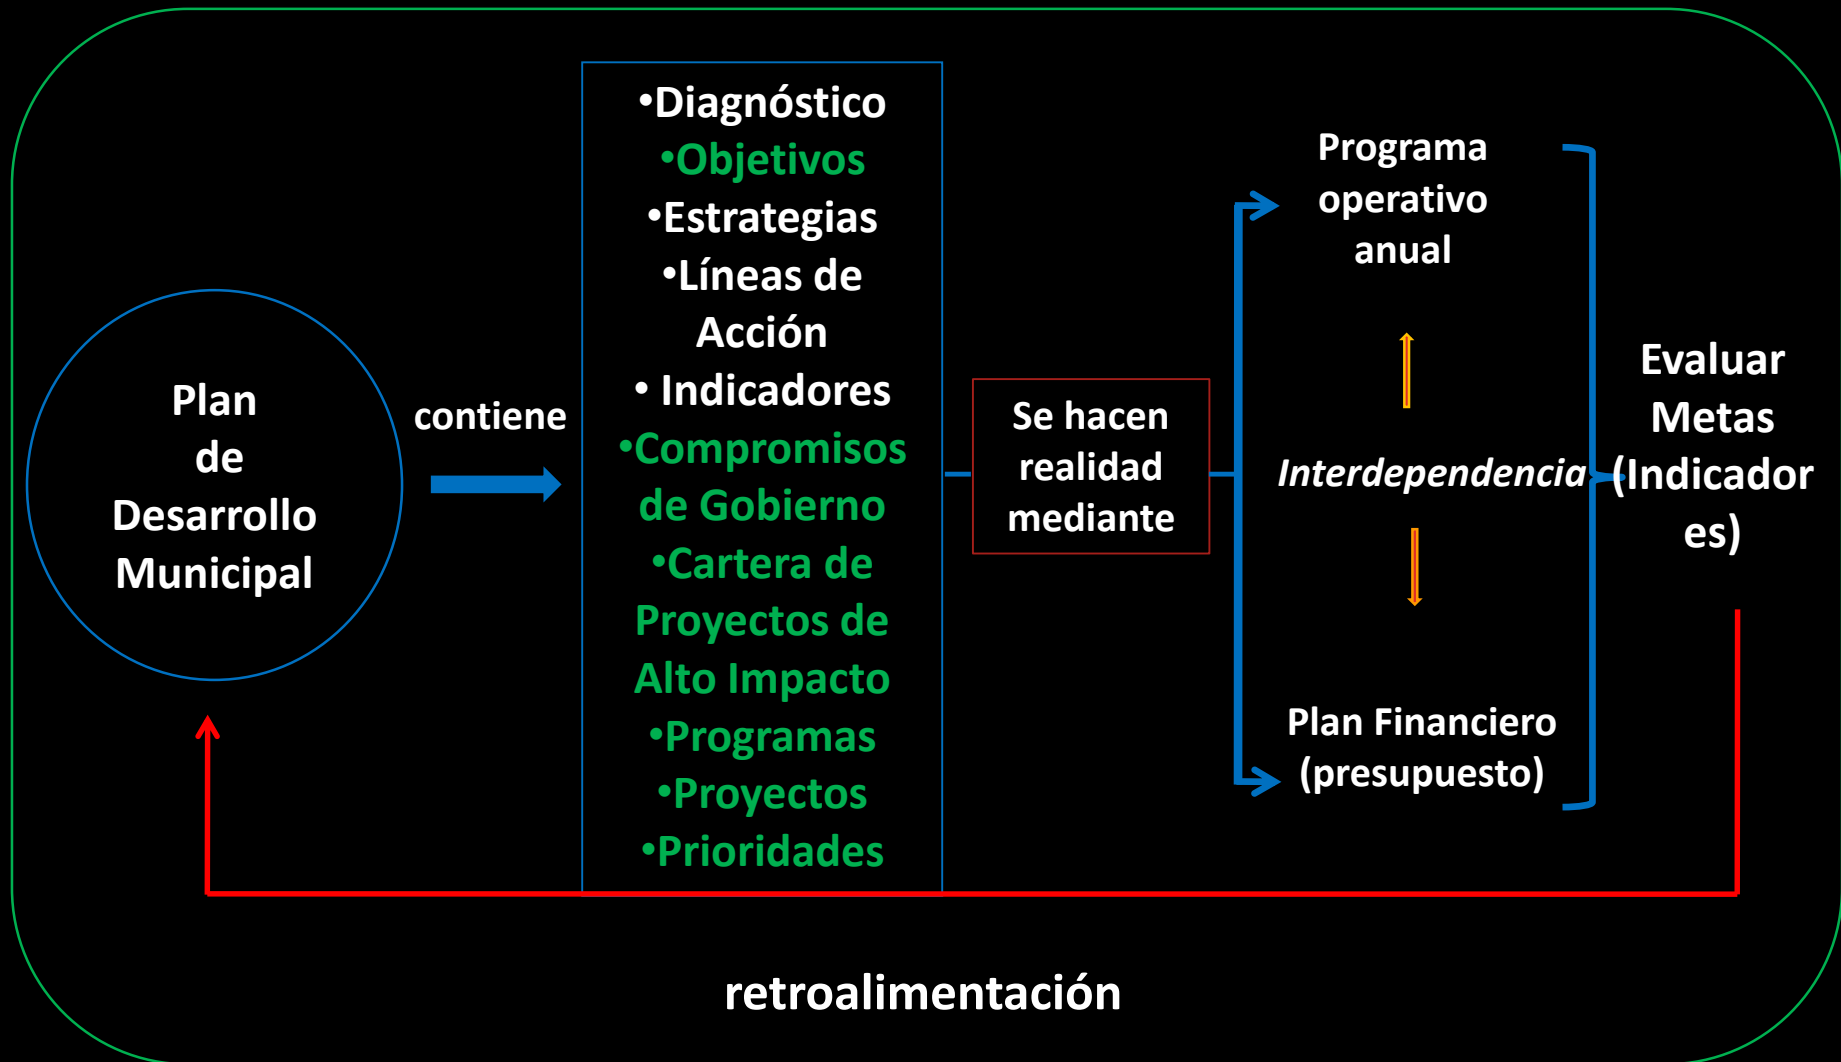 Plan
de
Desarrollo
Municipal
contiene
•Diagnóstico
•Objetivos
•Estrategias
•Líneas de
Acción
• Indicadores
•Compromisos
de Gobierno
•Cartera de
Proyectos de
Alto Impacto
•Programas
•Proyectos
•Prioridades
Se hacen
realidad
mediante
Programa
operativo
anual
Interdependencia
Plan Financiero
(presupuesto)
Evaluar
Metas
(Indicador
es)
retroalimentación